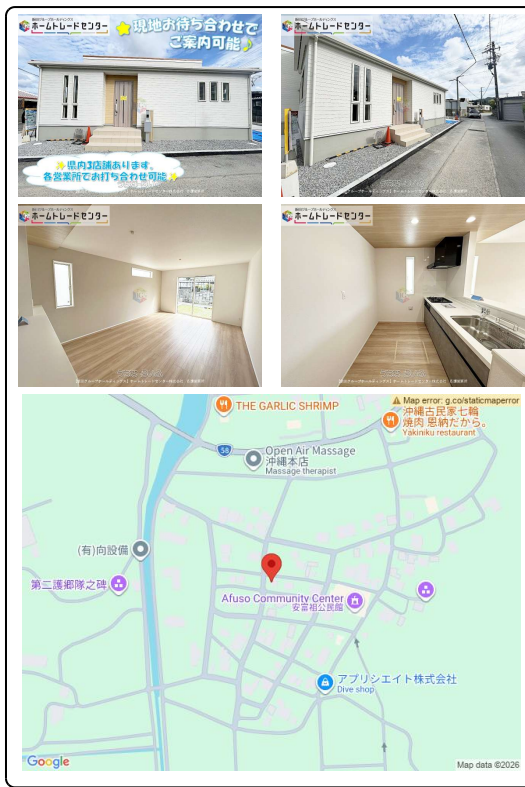 ホームトレードセンター
現地お待ち合わせで
ご案内可能♪
県内3店舗あります。
各営業所でお打ち合わせ可能
ホームトレードセンター
ホームトレードセンター
ホームトレードセンター
THE GARLIC SHRIMP
Map error: g.co/staticmaperror
沖縄古民家七輪
焼肉 恩納だから。
Yakiniku restaurant
58
Open Air Massage
沖縄本店
Massage therapist
(有)向設備
第二護郷隊之碑
Afuso Community Center
安富祖公民館
アプリシエイト株式会社
Dive shop
Google
Map data ©2026